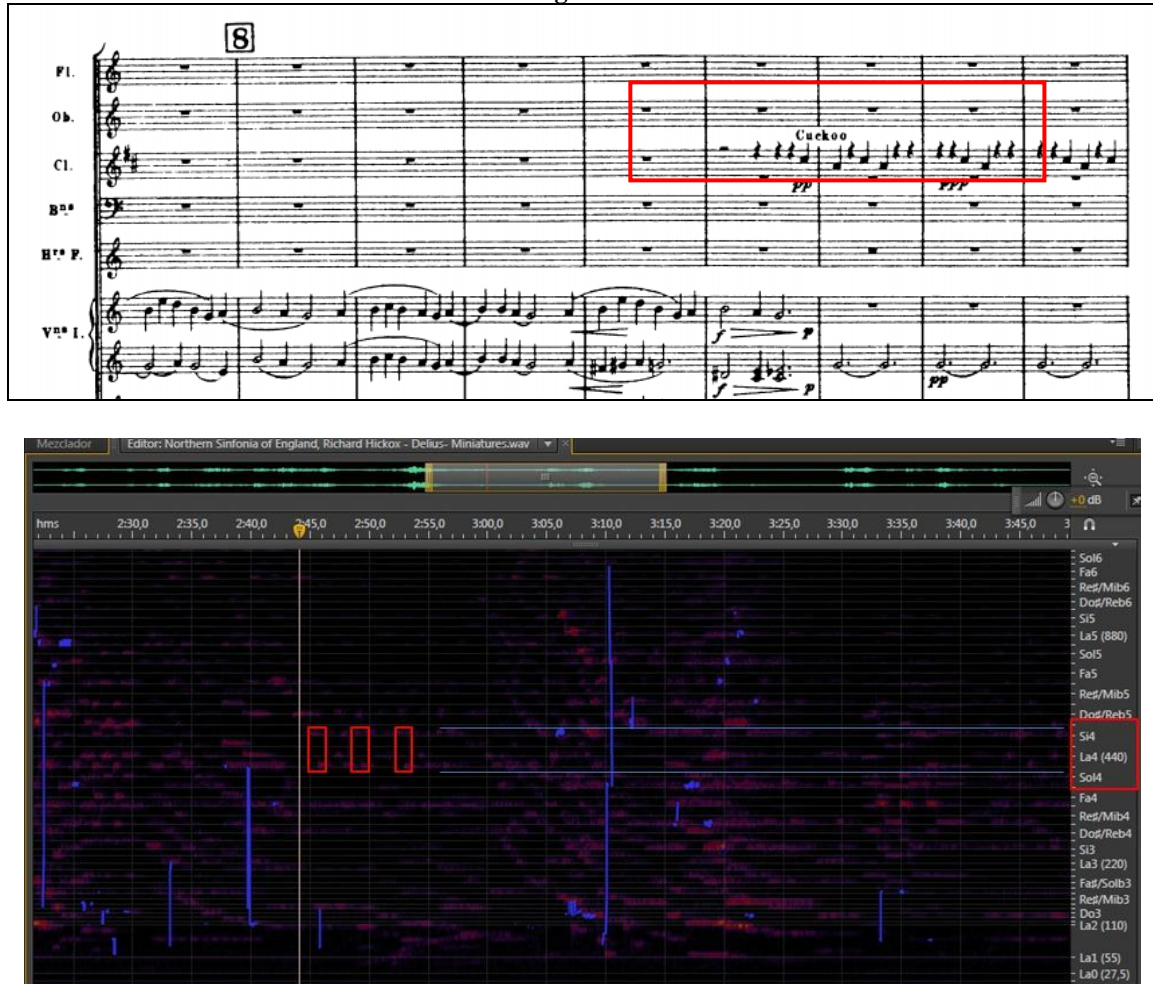 8
Fl.
Ob.
Cuckoo
Cl.
pp ppp
Bns
Hrs F.
Vns I.
f p
pp
f p
Mezclador Editor: Northern Sinfonia of England, Richard Hickox - Delius- Miniatures.wav
+0 dB
hms 2:30,0 2:35,0 2:40,0 2:45,0 2:50,0 2:55,0 3:00,0 3:05,0 3:10,0 3:15,0 3:20,0 3:25,0 3:30,0 3:35,0 3:40,0 3:45,0 3
Sol6
Fa6
Re♯/Mib6
Do♯/Reb6
Si5
La5 (880)
Sol5
Fa5
Re♯/Mib5
Do♯/Reb5
Si4
La4 (440)
Sol4
Fa4
Re♯/Mib4
Do♯/Reb4
Si3
La3 (220)
Fa♯/Solb3
Re♯/Mib3
Do3
La2 (110)
La1 (55)
La0 (27,5)